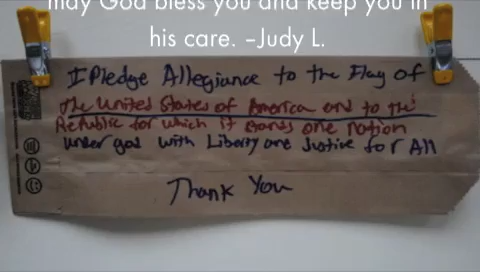 may God bless you and keep you in
his care. –Judy L.
I Pledge Allegiance to the Flag of
the United States of America and to the
Republic for which it stands one nation
under god with Liberty and Justice for All
Thank You